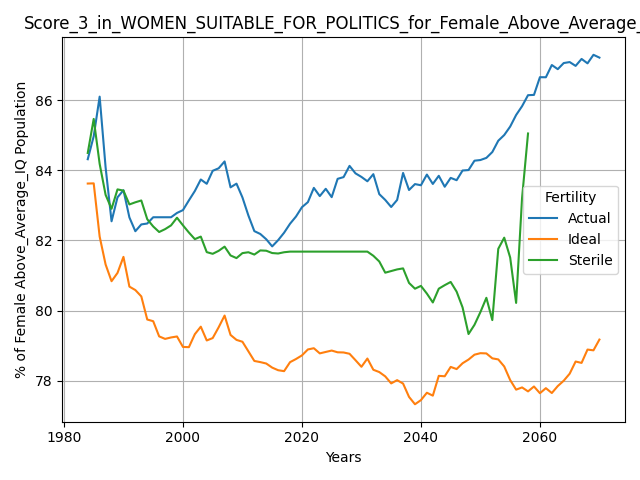 Score_3_in_WOMEN_SUITABLE_FOR_POLITICS_for_Female_Above_Average_
% of Female Above_Average_IQ Population
86
84
82
80
78
Fertility
Actual
Ideal
Sterile
1980 2000 2020 2040 2060
Years